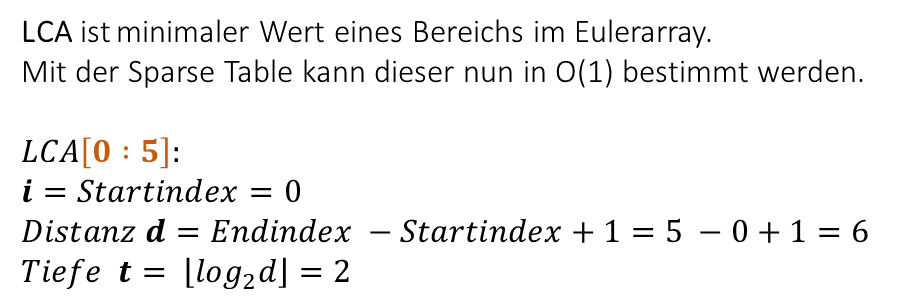 LCA ist minimaler Wert eines Bereichs im Eulerarray.
Mit der Sparse Table kann dieser nun in O(1) bestimmt werden.
LCA[0 : 5]:
i = Startindex = 0
Distanz d = Endindex − Startindex + 1 = 5 − 0 + 1 = 6
Tiefe t = ⌊log₂d⌋ = 2